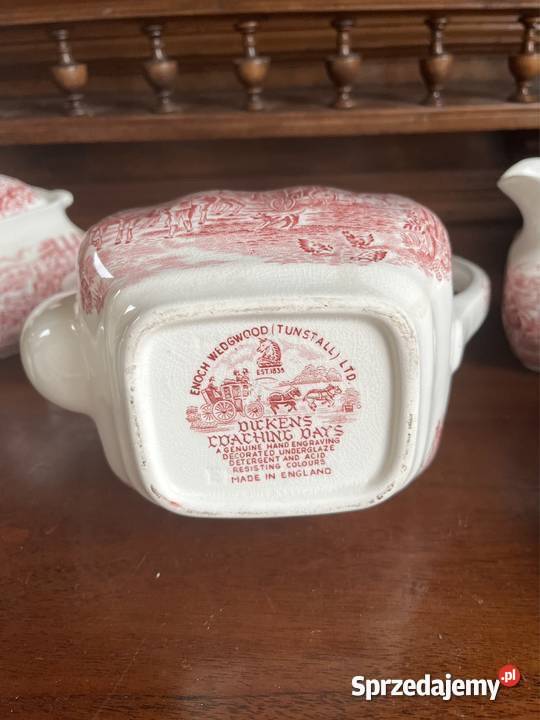 ENOCH WEDGWOOD (TUNSTALL) LTD.
EST. 1835
DICKENS
COACHING DAYS
A GENUINE HAND ENGRAVING
DECORATED UNDERGLAZE
DETERGENT AND ACID
RESISTING COLOURS
MADE IN ENGLAND
Sprzedajemy.pl